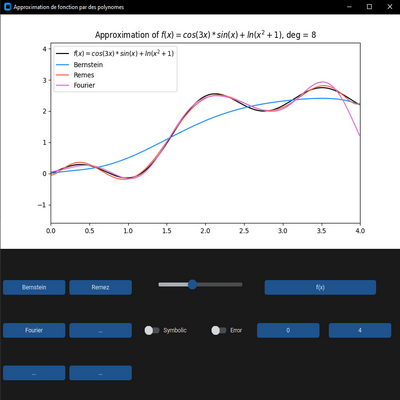 Approximation de fonction par des polynomes
Approximation of f(x) = cos(3x) * sin(x) + ln(x² + 1), deg = 8
f(x) = cos(3x) * sin(x) + ln(x² + 1)
Bernstein
Remes
Fourier
4
3
2
1
0
−1
0.0 0.5 1.0 1.5 2.0 2.5 3.0 3.5 4.0
Bernstein Remez f(x)
Fourier ... Symbolic Error 0 4
... ...